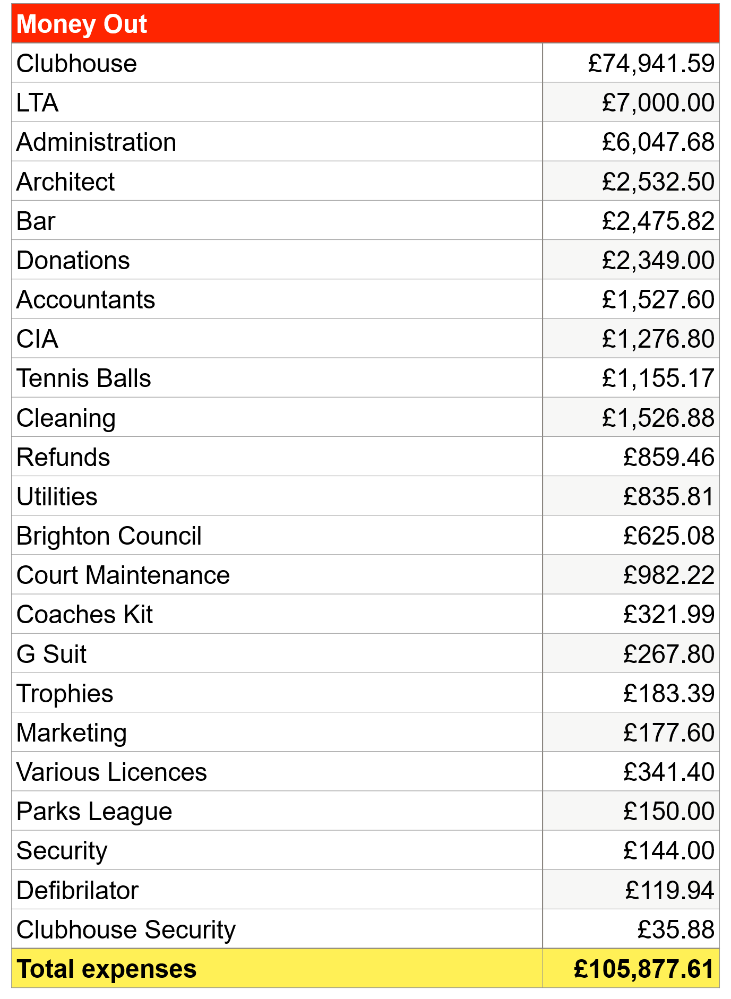 Money Out
Clubhouse £74,941.59
LTA £7,000.00
Administration £6,047.68
Architect £2,532.50
Bar £2,475.82
Donations £2,349.00
Accountants £1,527.60
CIA £1,276.80
Tennis Balls £1,155.17
Cleaning £1,526.88
Refunds £859.46
Utilities £835.81
Brighton Council £625.08
Court Maintenance £982.22
Coaches Kit £321.99
G Suit £267.80
Trophies £183.39
Marketing £177.60
Various Licences £341.40
Parks League £150.00
Security £144.00
Defibrilator £119.94
Clubhouse Security £35.88
Total expenses £105,877.61